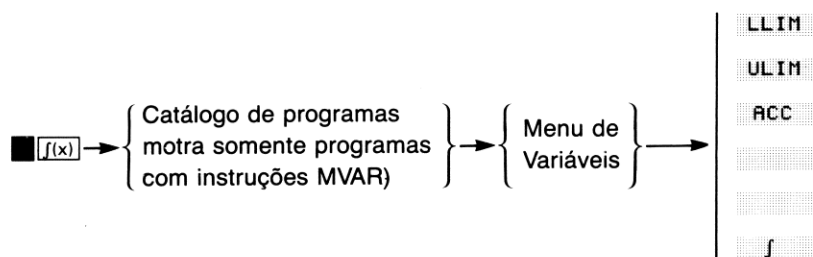 ∫(x)
Catálogo de programas
motra somente programas
com instruções MVAR)
Menu de
Variáveis
LLIM
ULIM
ACC
∫